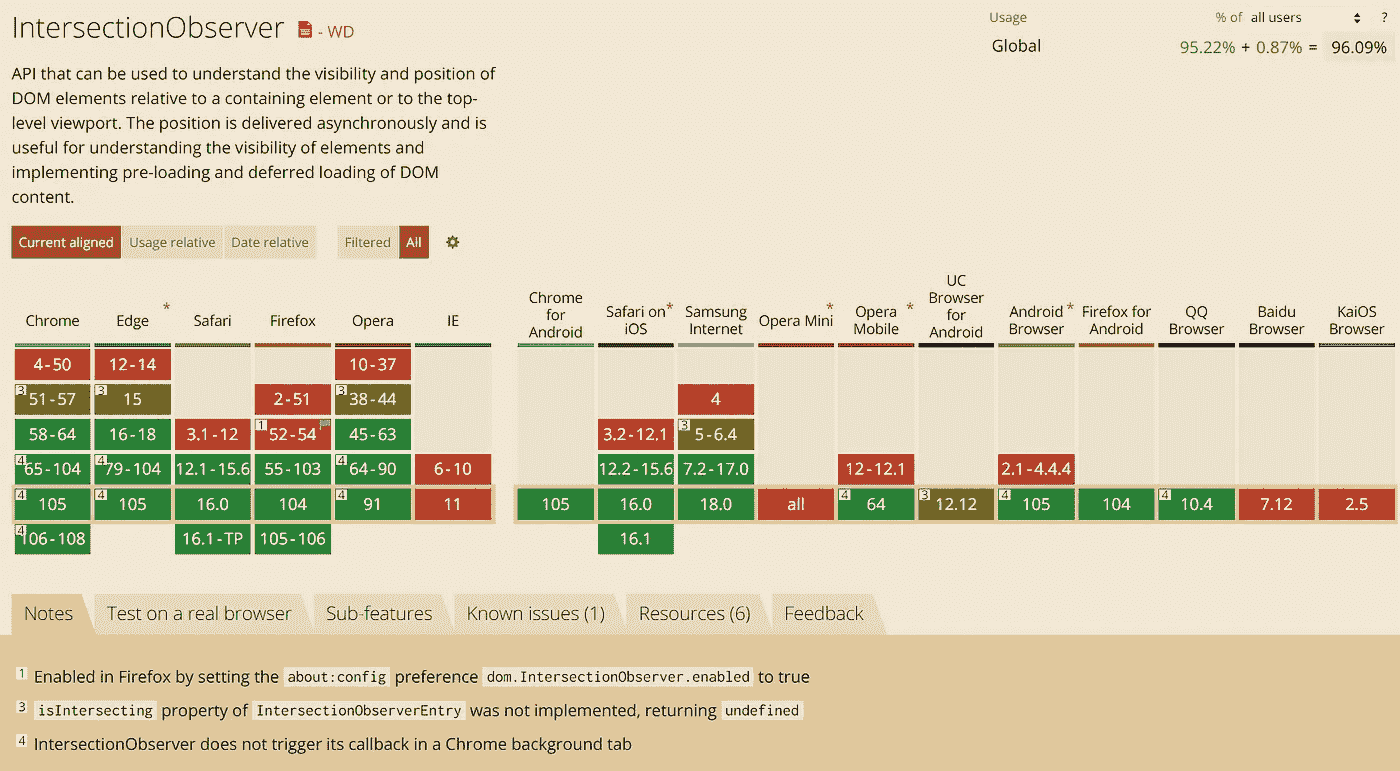 IntersectionObserver - WD
Usage % of all users ?
Global 95.22% + 0.87% = 96.09%
API that can be used to understand the visibility and position of
DOM elements relative to a containing element or to the top-
level viewport. The position is delivered asynchronously and is
useful for understanding the visibility of elements and
implementing pre-loading and deferred loading of DOM
content.
Current aligned Usage relative Date relative Filtered All
Chrome Edge * Safari Firefox Opera IE
Chrome for Android Safari on iOS * Samsung Internet Opera Mini * Opera Mobile * UC Browser for Android Android Browser * Firefox for Android QQ Browser Baidu Browser KaiOS Browser
4-50 12-14 10-37
3 51-57 3 15 2-51 3 38-44 4
58-64 16-18 3.1-12 1 52-54 45-63 3.2-12.1 3 5-6.4
4 65-104 4 79-104 12.1-15.6 55-103 4 64-90 6-10 12.2-15.6 7.2-17.0 12-12.1 2.1-4.4.4
4 105 4 105 16.0 104 4 91 11 105 16.0 18.0 all 4 64 3 12.12 4 105 104 4 10.4 7.12 2.5
4 106-108 16.1-TP 105-106 16.1
Notes Test on a real browser Sub-features Known issues (1) Resources (6) Feedback
1 Enabled in Firefox by setting the about:config preference dom.IntersectionObserver.enabled to true
3 isIntersecting property of IntersectionObserverEntry was not implemented, returning undefined
4 IntersectionObserver does not trigger its callback in a Chrome background tab